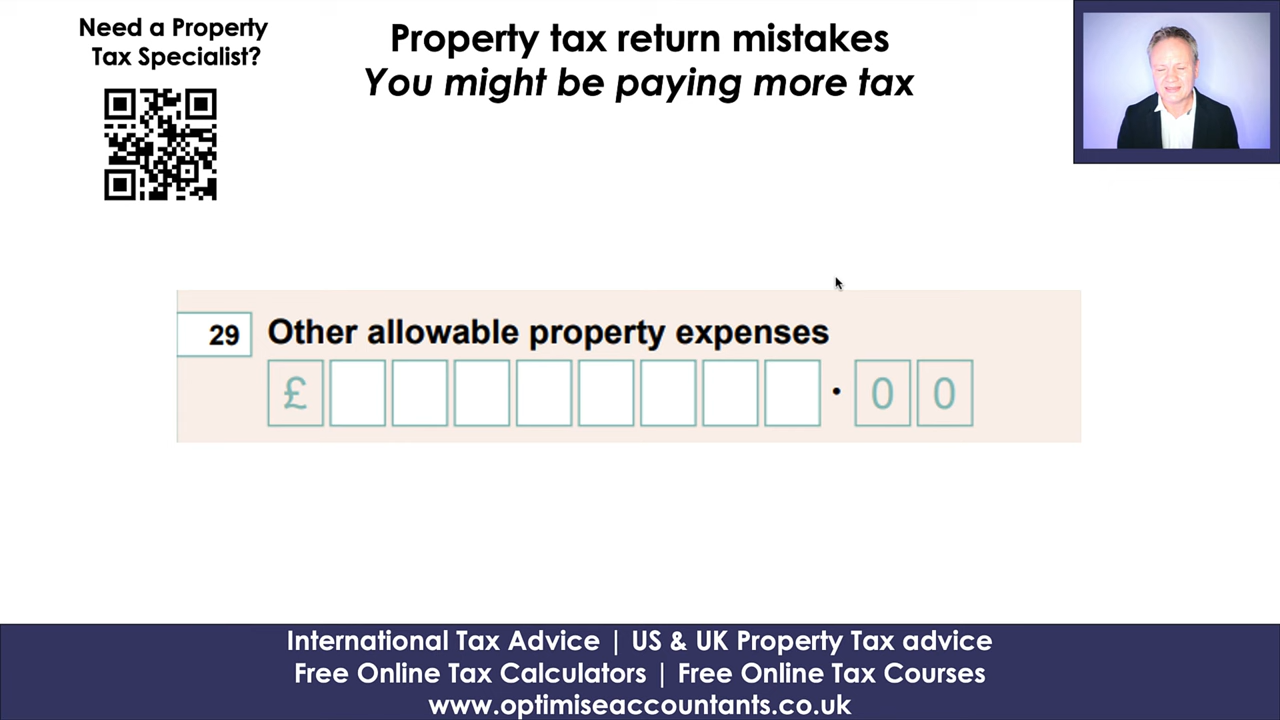 Need a Property
Tax Specialist?
Property tax return mistakes
You might be paying more tax
29 Other allowable property expenses
£ . 0 0
International Tax Advice | US & UK Property Tax advice
Free Online Tax Calculators | Free Online Tax Courses
www.optimiseaccountants.co.uk